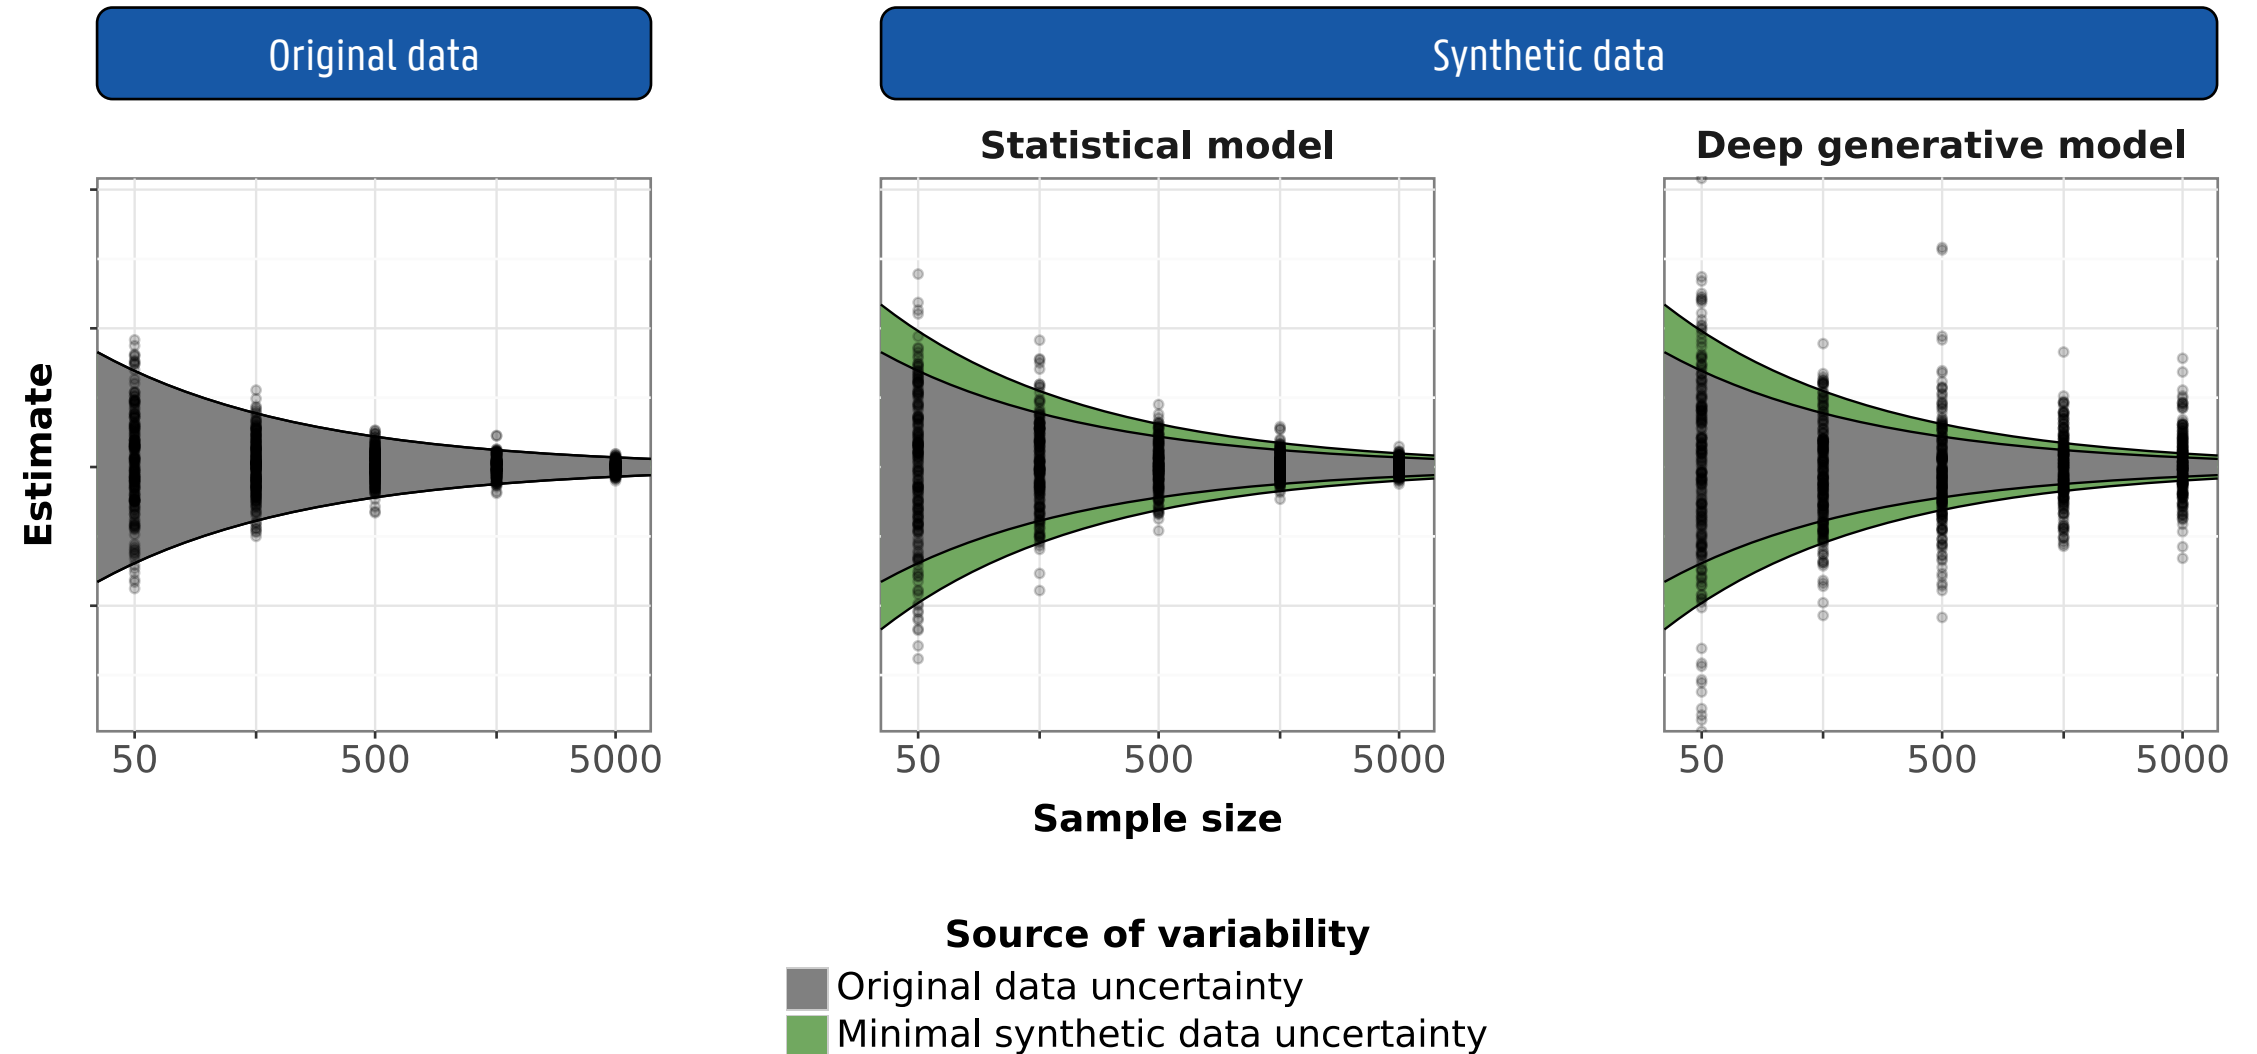 Original data
Synthetic data
Statistical model
Deep generative model
Estimate
50
500
5000
50
500
5000
50
500
5000
Sample size
Source of variability
Original data uncertainty
Minimal synthetic data uncertainty